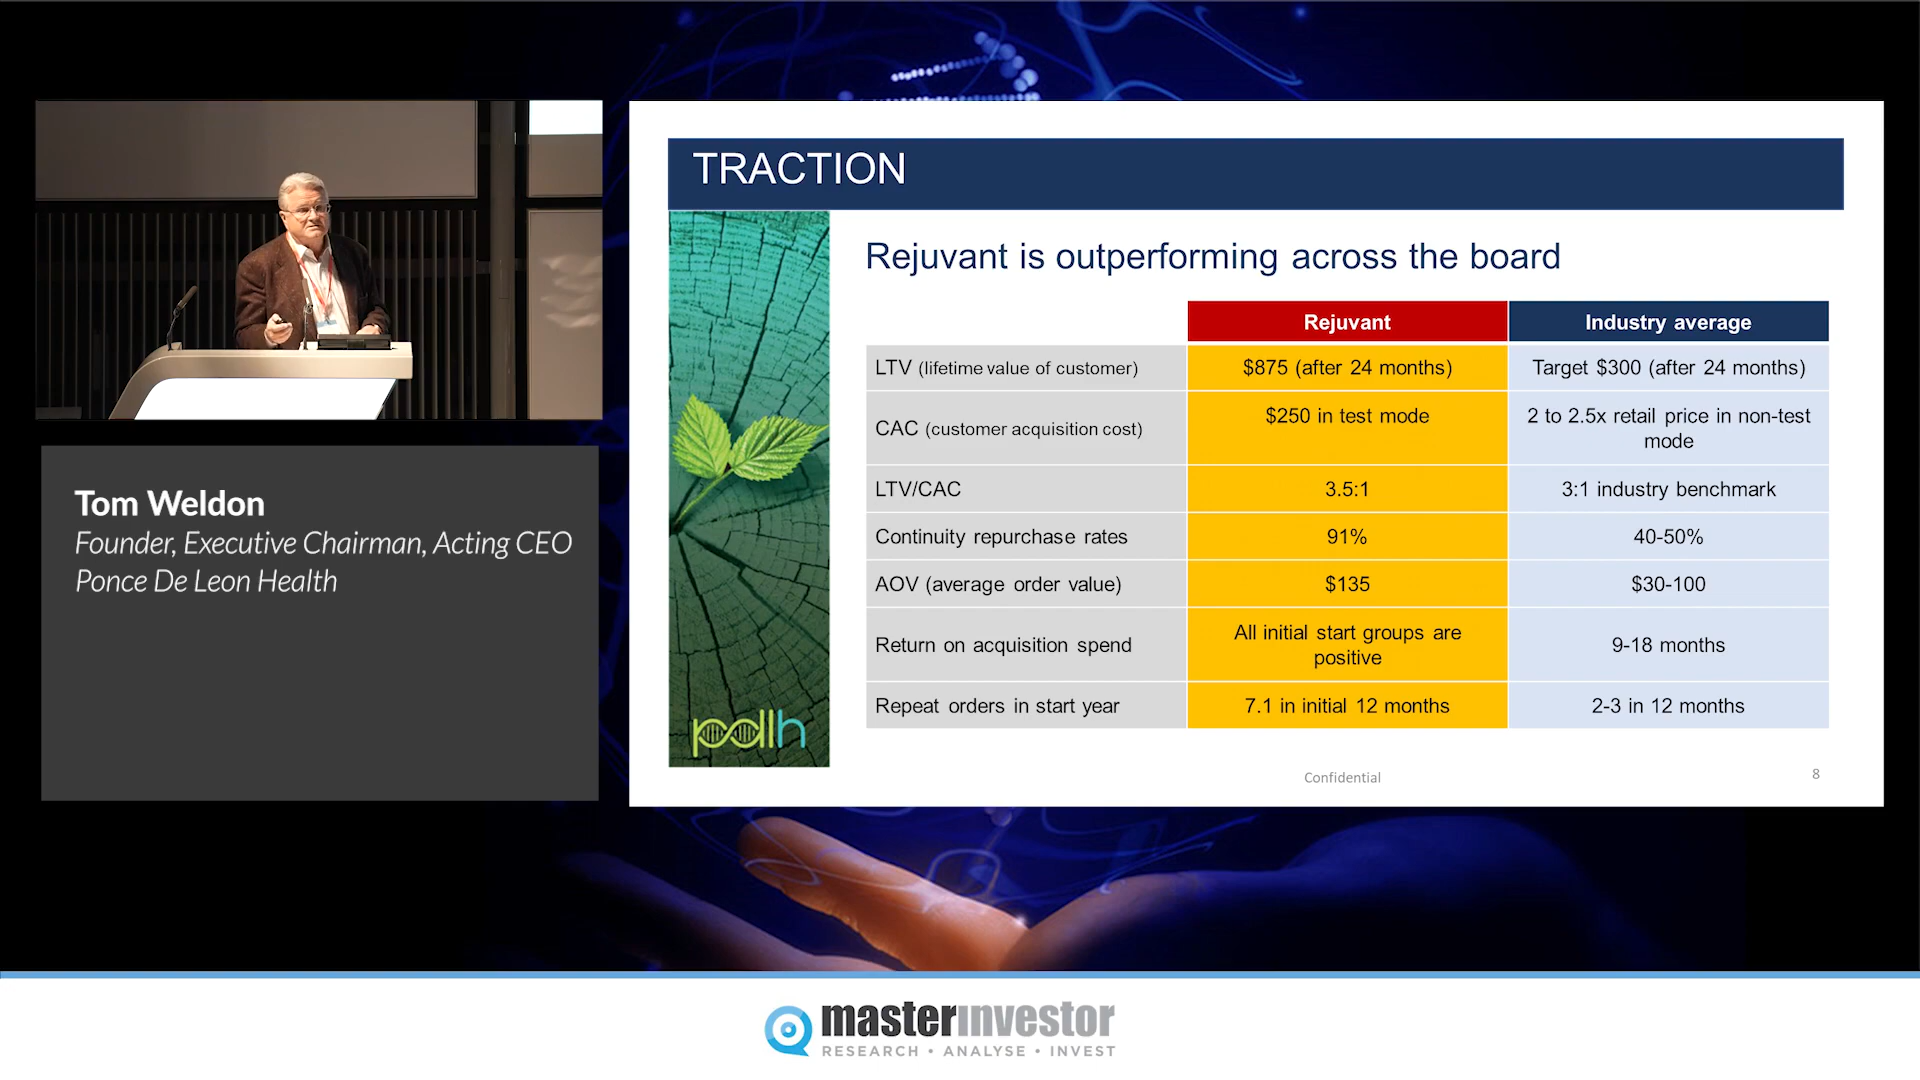 TRACTION
Rejuvant is outperforming across the board
Rejuvant
Industry average
LTV (lifetime value of customer)
$875 (after 24 months)
Target $300 (after 24 months)
CAC (customer acquisition cost)
$250 in test mode
2 to 2.5x retail price in non-test
mode
LTV/CAC
3.5:1
3:1 industry benchmark
Continuity repurchase rates
91%
40-50%
AOV (average order value)
$135
$30-100
Return on acquisition spend
All initial start groups are
positive
9-18 months
Repeat orders in start year
7.1 in initial 12 months
2-3 in 12 months
pdlh
Confidential
8
Tom Weldon
Founder, Executive Chairman, Acting CEO
Ponce De Leon Health
masterinvestor
RESEARCH • ANALYSE • INVEST